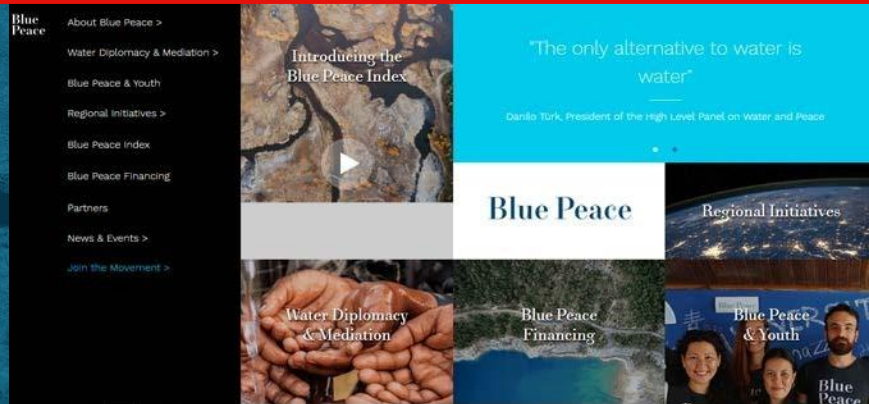 Blue
Peace
About Blue Peace >
Water Diplomacy & Mediation >
Blue Peace & Youth
Regional Initiatives >
Blue Peace Index
Blue Peace Financing
Partners
News & Events >
Join the Movement >
Introducing the
Blue Peace Index
"The only alternative to water is
water"
Danilo Türk, President of the High Level Panel on Water and Peace
Blue Peace
Regional Initiatives
Water Diplomacy
& Mediation
Blue Peace
Financing
Blue Peace
Blue Peace
& Youth
Blue
Peace